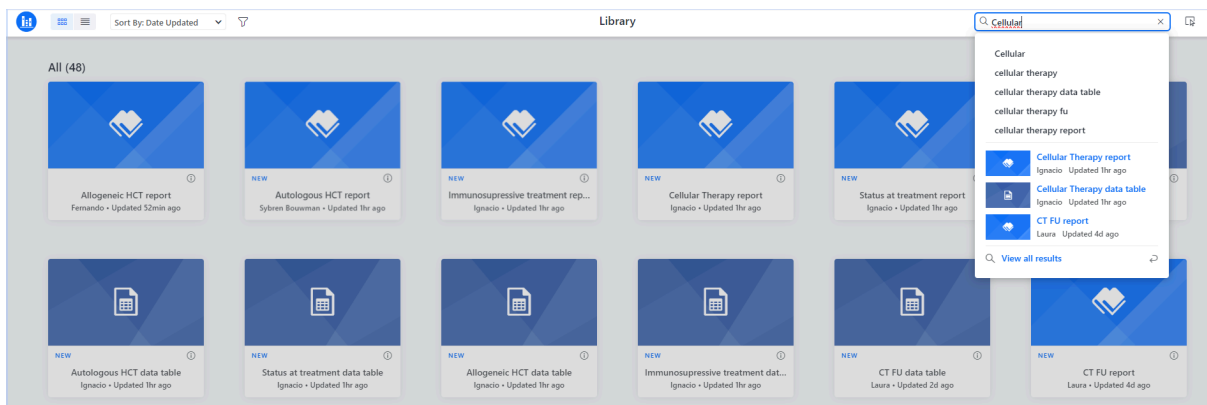 Sort By: Date Updated
Library
Cellular
All (48)
Cellular
cellular therapy
cellular therapy data table
cellular therapy fu
cellular therapy report
Cellular Therapy report
Ignacio Updated 1hr ago
Cellular Therapy data table
Ignacio Updated 1hr ago
CT FU report
Laura Updated 4d ago
View all results
Allogeneic HCT report
Fernando • Updated 52min ago
NEW
Autologous HCT report
Sybren Bouwman • Updated 1hr ago
NEW
Immunosupressive treatment rep...
Ignacio • Updated 1hr ago
NEW
Cellular Therapy report
Ignacio • Updated 1hr ago
NEW
Status at treatment report
Ignacio • Updated 1hr ago
NEW
Autologous HCT data table
Ignacio • Updated 1hr ago
NEW
Status at treatment data table
Ignacio • Updated 1hr ago
NEW
Allogeneic HCT data table
Ignacio • Updated 1hr ago
NEW
Immunosupressive treatment dat...
Ignacio • Updated 1hr ago
NEW
CT FU data table
Laura • Updated 2d ago
NEW
CT FU report
Laura • Updated 4d ago